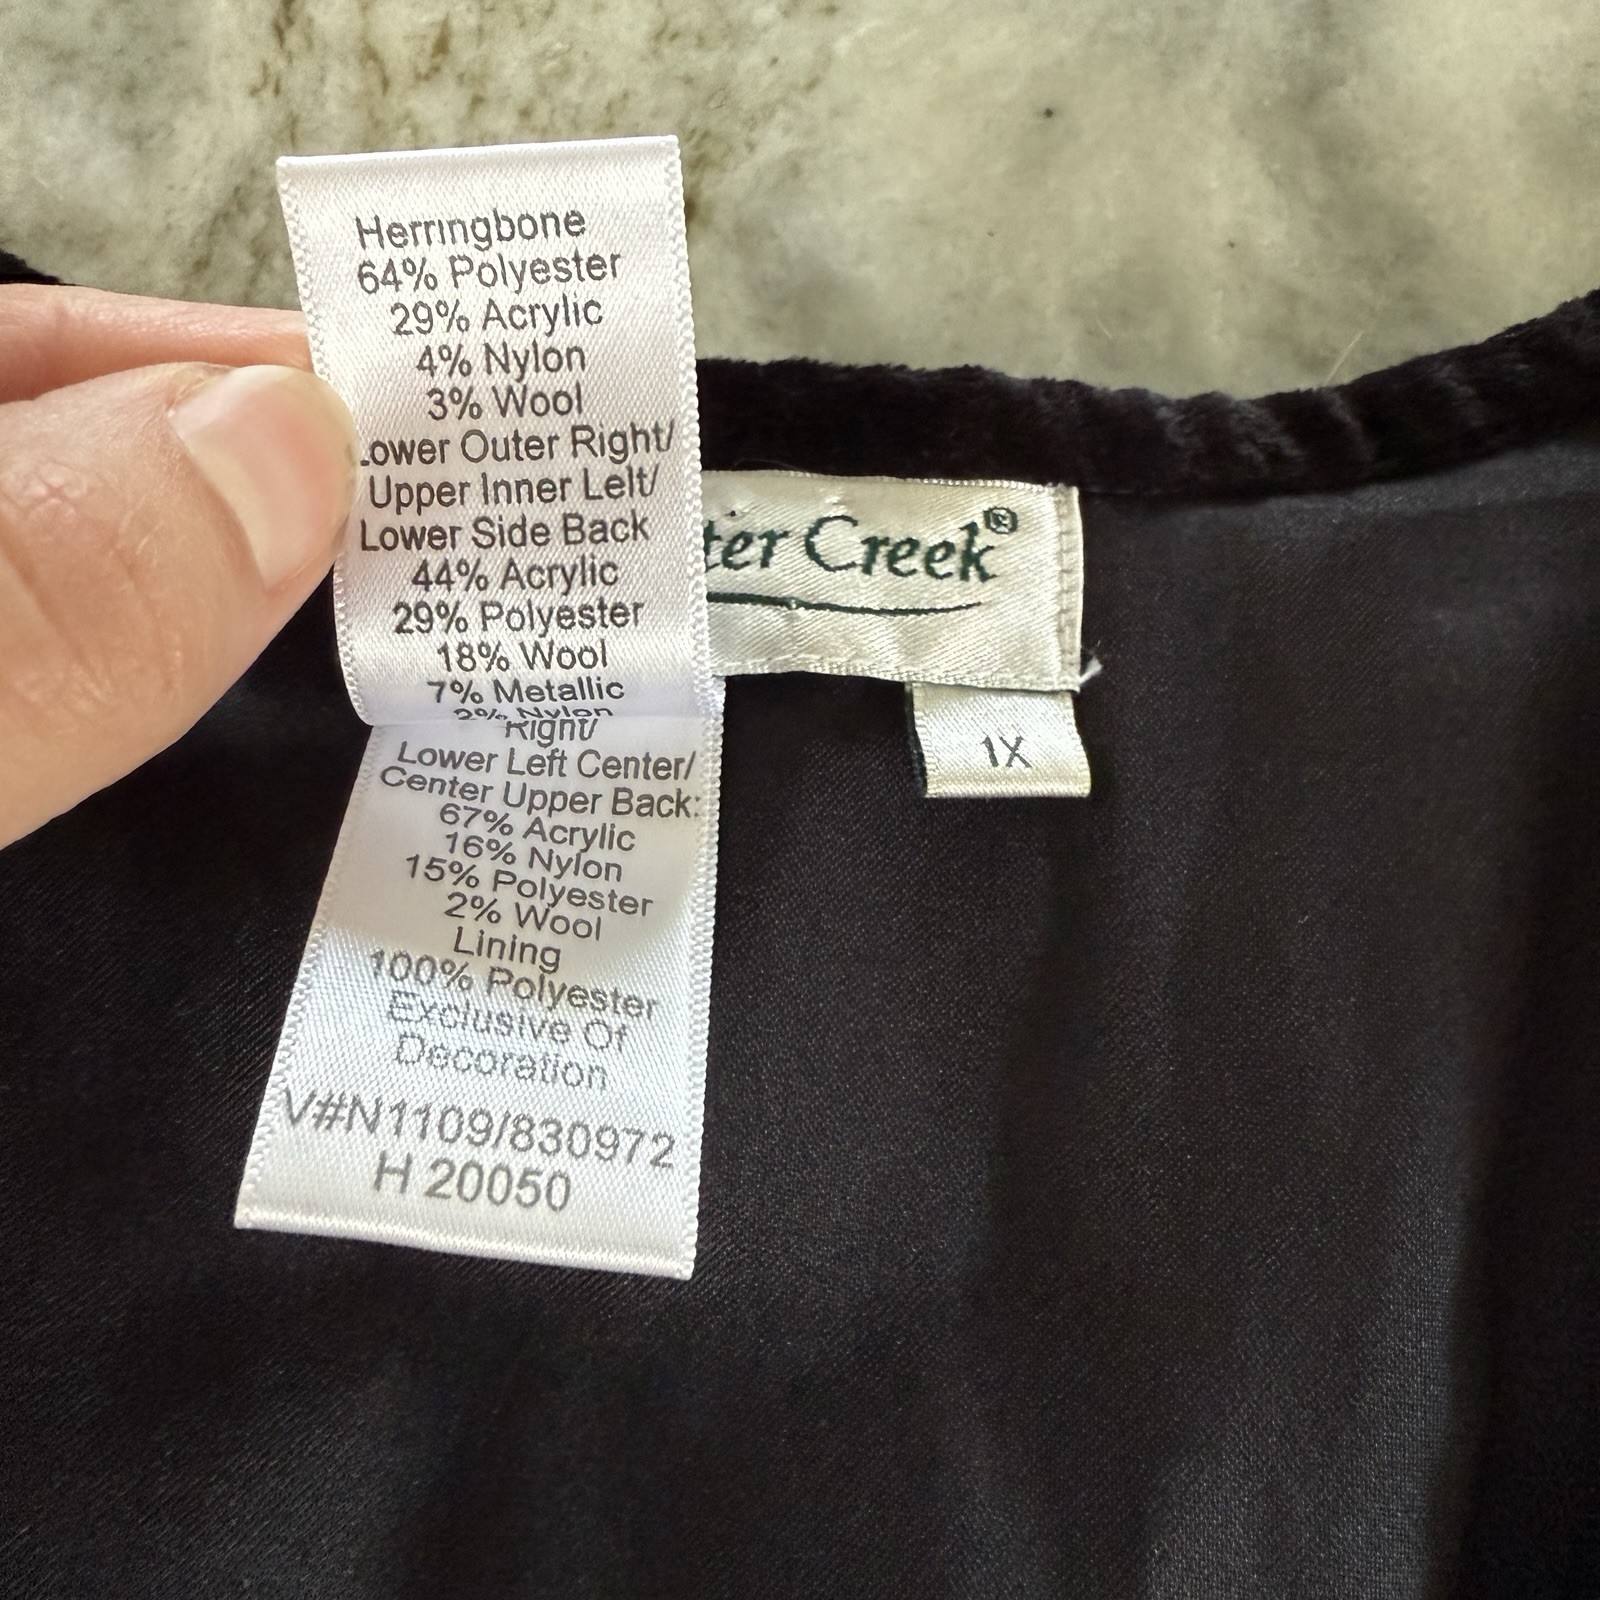 Herringbone
64% Polyester
29% Acrylic
4% Nylon
3% Wool
Lower Outer Right/
Upper Inner Left/
Lower Side Back
44% Acrylic
29% Polyester
18% Wool
7% Metallic
2% Nylon
Right/
Lower Left Center/
Center Upper Back:
67% Acrylic
16% Nylon
15% Polyester
2% Wool
Lining
100% Polyester
Exclusive Of
Decoration
V#N1109/830972
H 20050
ter Creek®
1X